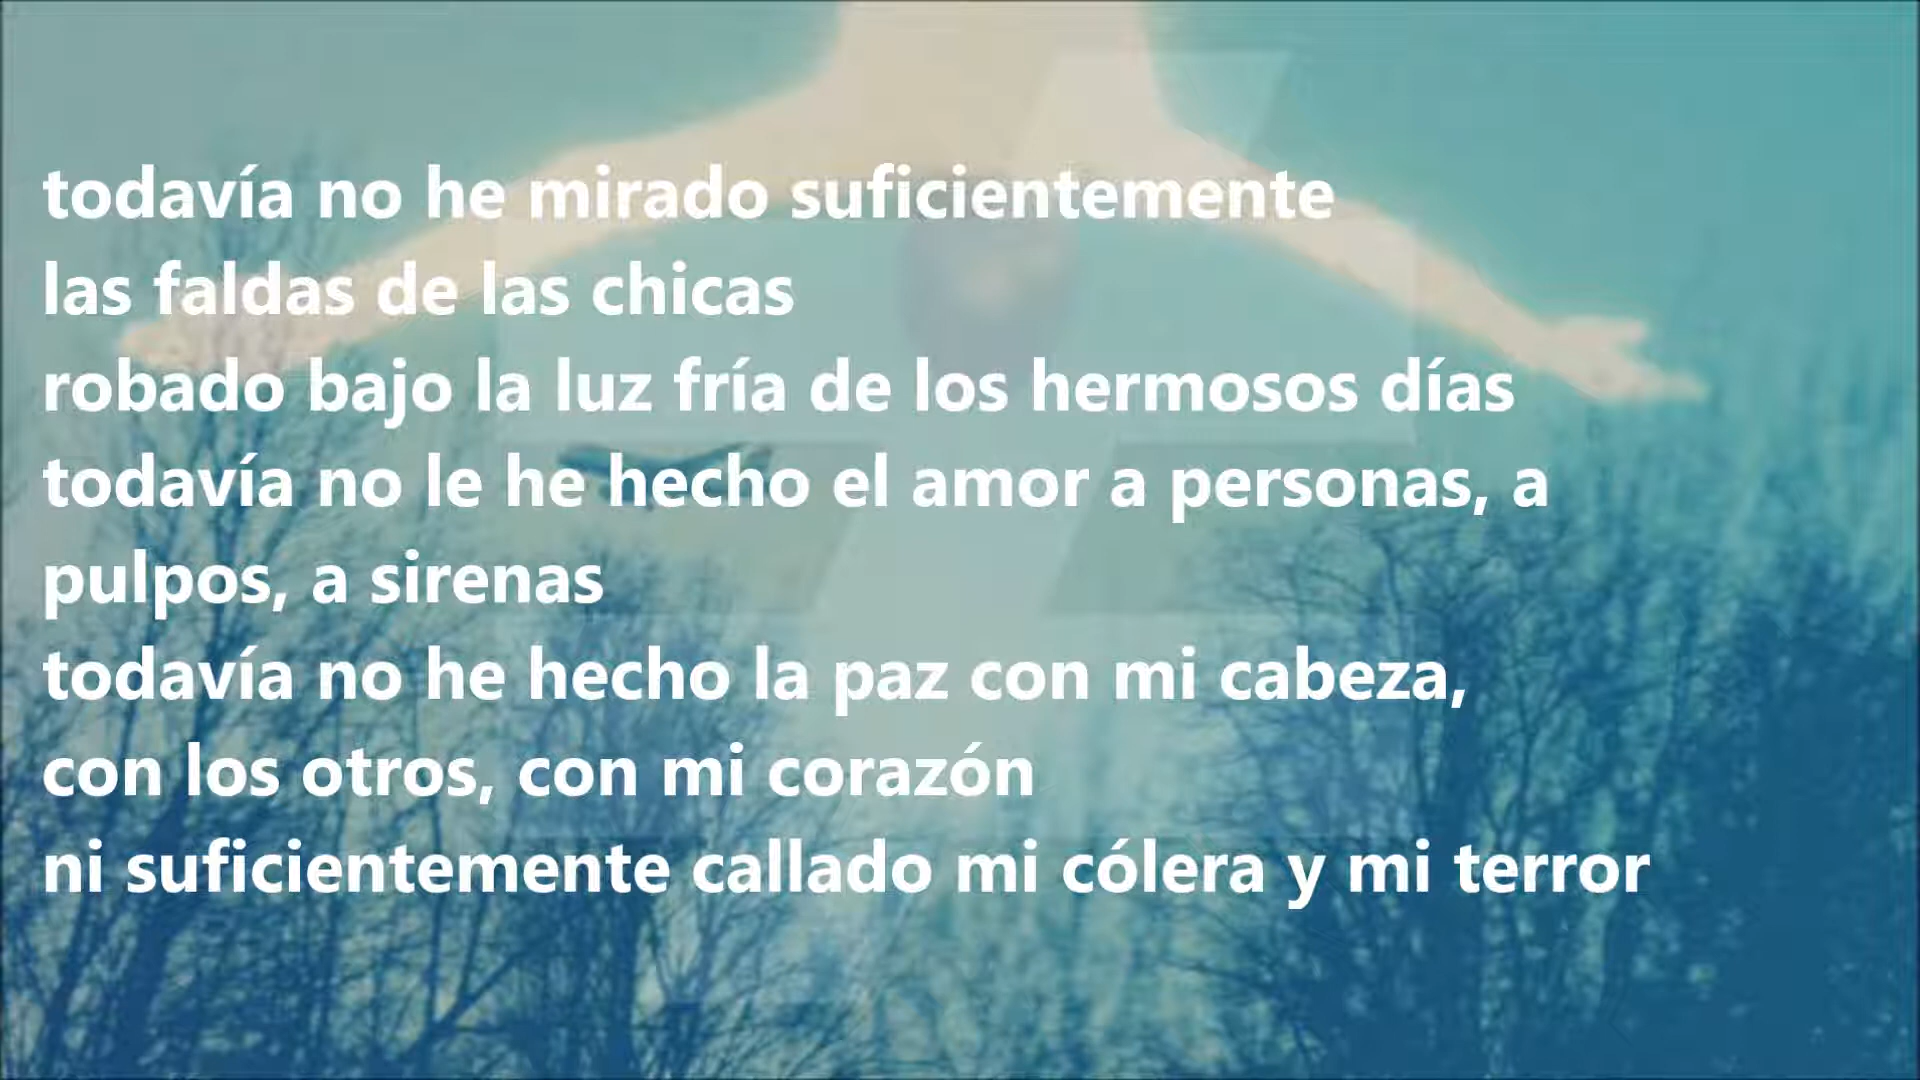 todavía no he mirado suficientemente
las faldas de las chicas
robado bajo la luz fría de los hermosos días
todavía no le he hecho el amor a personas, a
pulpos, a sirenas
todavía no he hecho la paz con mi cabeza,
con los otros, con mi corazón
ni suficientemente callado mi cólera y mi terror